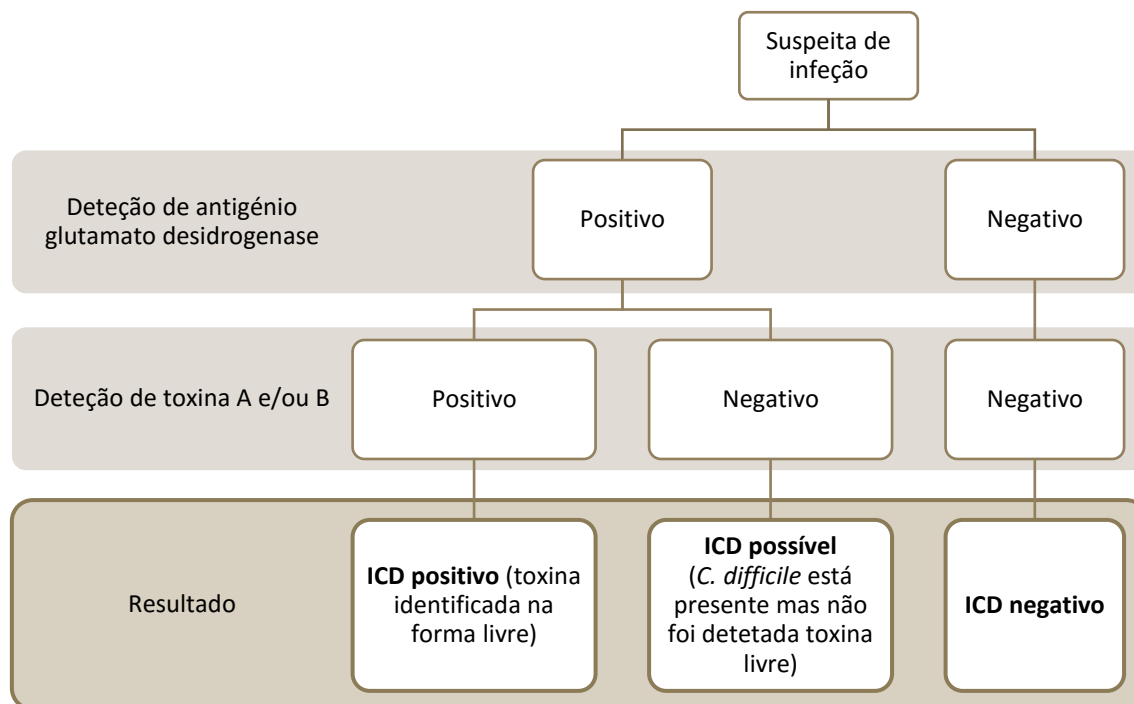 Suspeita de
infeção
Deteção de antigénio
glutamato desidrogenase
Positivo
Negativo
Deteção de toxina A e/ou B
Positivo
Negativo
Negativo
Resultado
ICD positivo (toxina
identificada na
forma livre)
ICD possível
(C. difficile está
presente mas não
foi detetada toxina
livre)
ICD negativo